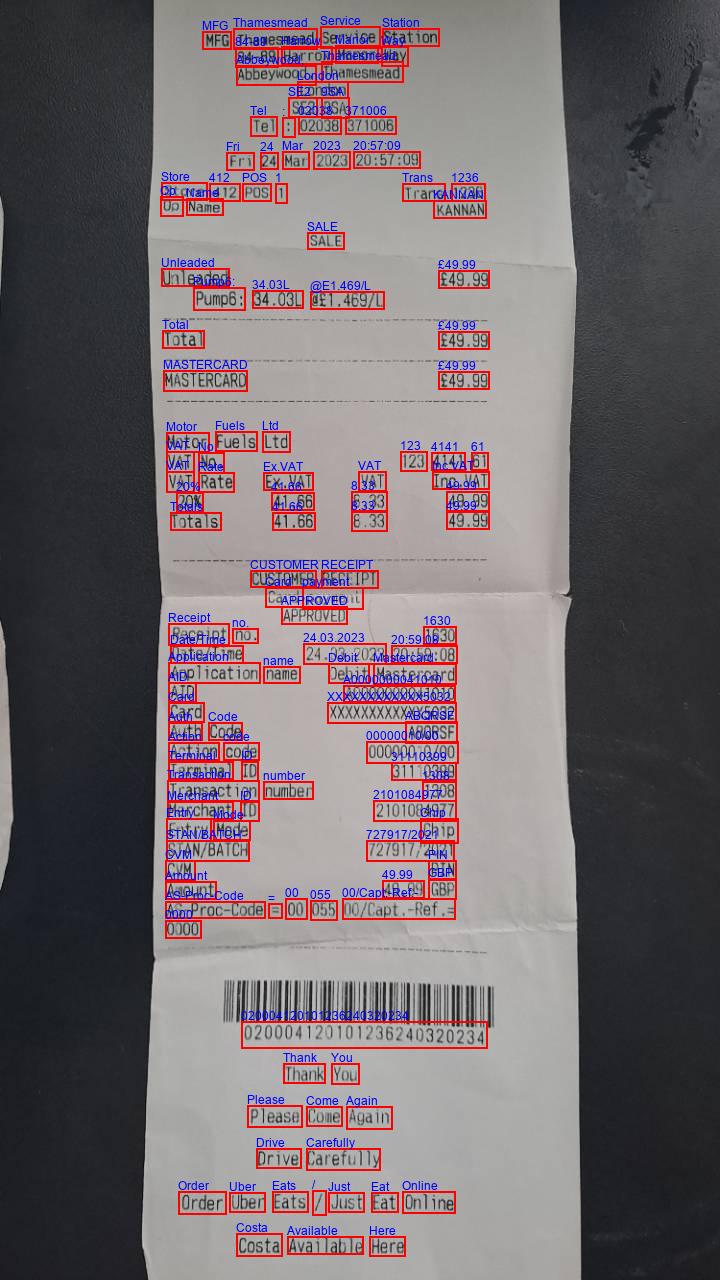 MFG Thamesmead Service Station
84-89 Harrow Manor Way
Abbeywood Thamesmead
London
SE2 9SA
Tel : 02038 371006
Fri 24 Mar 2023 20:57:09
Store 412 POS 1 Trans 1236
Op Name KANNAN
SALE
Unleaded £49.99
Pump6: 34.03L @£1.469/L
Total £49.99
MASTERCARD £49.99
Motor Fuels Ltd
VAT No. 123 4141 61
VAT Rate Ex.VAT VAT Inc.VAT
20% 41.66 8.33 49.99
Totals 41.66 8.33 49.99
CUSTOMER RECEIPT
Card payment
APPROVED
Receipt no. 1630
Date/Time 24.03.2023 20:59:08
Application name Debit Mastercard
AID A0000000041010
Card XXXXXXXXXXXX5032
Auth Code
Action code
Terminal ID 31110399
Transaction number 1308
Merchant ID 2101084977
Entry Mode Chip
STAN/BATCH 727917/2021
CVM PIN
Amount 49.99 GBP
AS-Proc-Code = 00 055 00/Capt.-Ref.=
0000
0200041201012362403 20234
Thank You
Please Come Again
Drive Carefully
Order Uber Eats / Just Eat Online
Costa Available Here